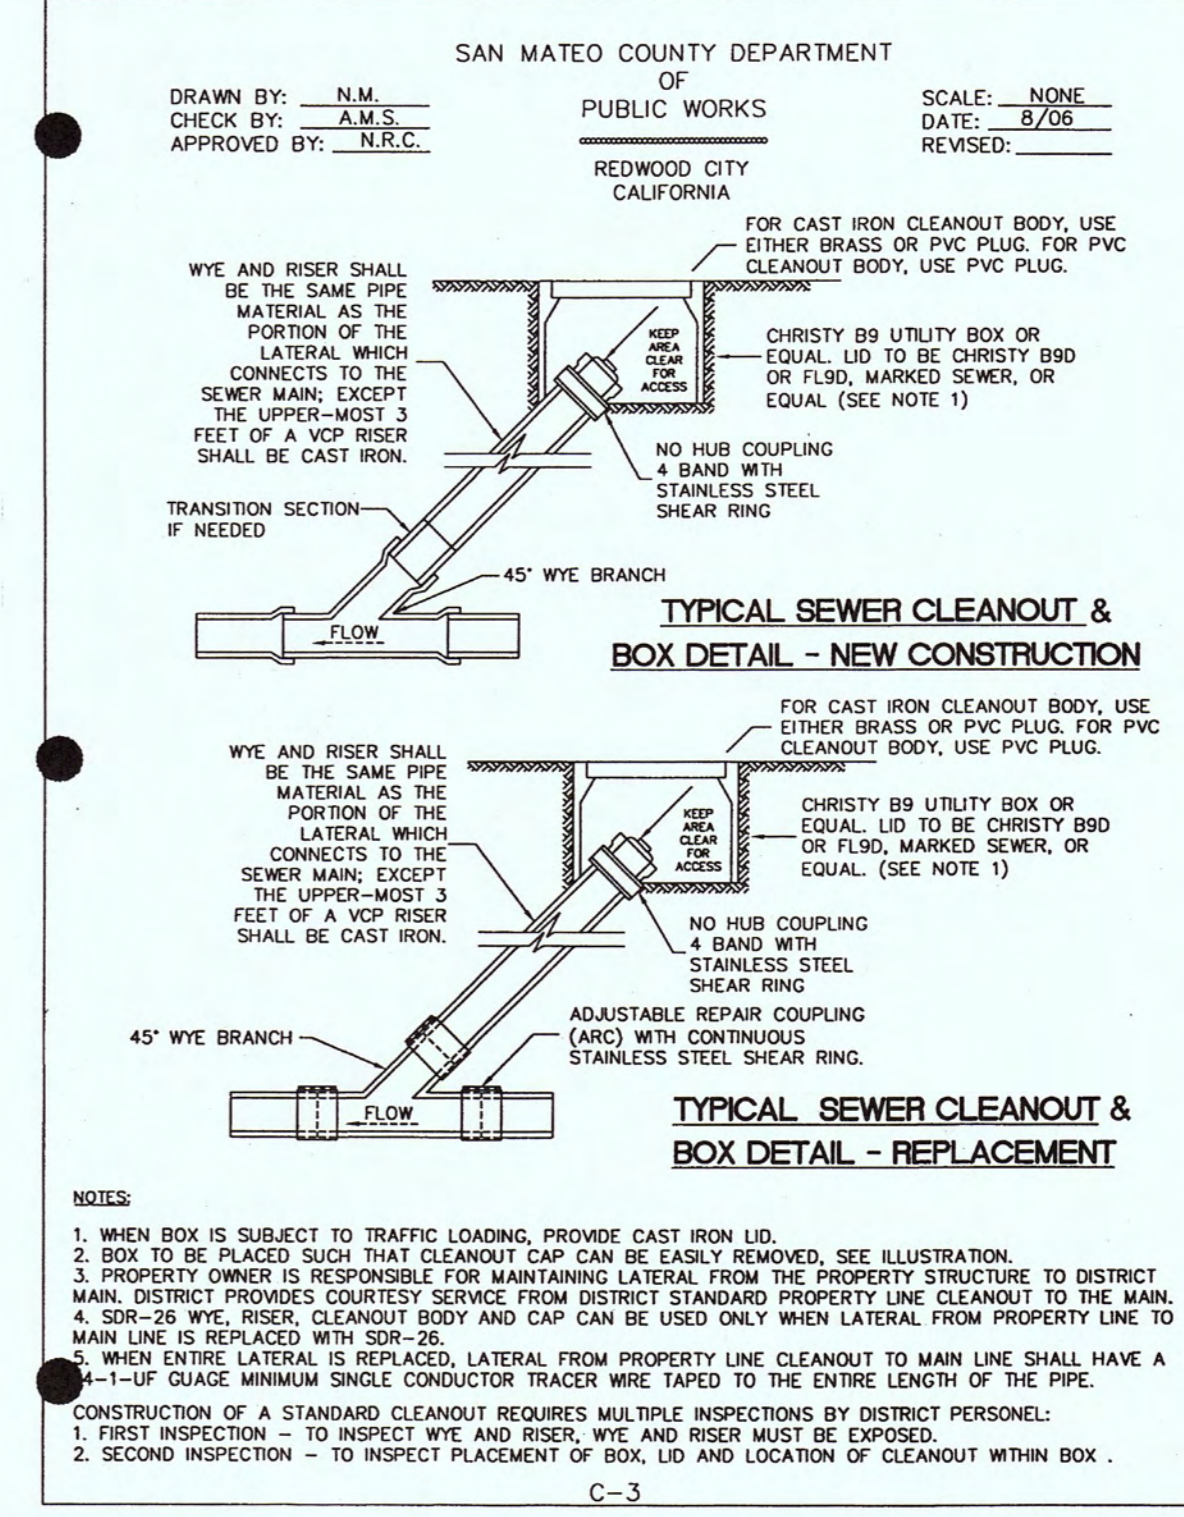 SAN MATEO COUNTY DEPARTMENT
OF
PUBLIC WORKS
REDWOOD CITY
CALIFORNIA
DRAWN BY: N.M.
CHECK BY: A.M.S.
APPROVED BY: N.R.C.
SCALE: NONE
DATE: 8/06
REVISED:
FOR CAST IRON CLEANOUT BODY, USE
EITHER BRASS OR PVC PLUG. FOR PVC
CLEANOUT BODY, USE PVC PLUG.
WYE AND RISER SHALL
BE THE SAME PIPE
MATERIAL AS THE
PORTION OF THE
LATERAL WHICH
CONNECTS TO THE
SEWER MAIN; EXCEPT
THE UPPER-MOST 3
FEET OF A VCP RISER
SHALL BE CAST IRON.
KEEP
AREA
CLEAR
FOR
ACCESS
CHRISTY B9 UTILITY BOX OR
EQUAL. LID TO BE CHRISTY B9D
OR FL9D, MARKED SEWER, OR
EQUAL (SEE NOTE 1)
NO HUB COUPLING
4 BAND WITH
STAINLESS STEEL
SHEAR RING
TRANSITION SECTION
IF NEEDED
45° WYE BRANCH
FLOW
TYPICAL SEWER CLEANOUT &
BOX DETAIL - NEW CONSTRUCTION
FOR CAST IRON CLEANOUT BODY, USE
EITHER BRASS OR PVC PLUG. FOR PVC
CLEANOUT BODY, USE PVC PLUG.
WYE AND RISER SHALL
BE THE SAME PIPE
MATERIAL AS THE
PORTION OF THE
LATERAL WHICH
CONNECTS TO THE
SEWER MAIN; EXCEPT
THE UPPER-MOST 3
FEET OF A VCP RISER
SHALL BE CAST IRON.
KEEP
AREA
CLEAR
FOR
ACCESS
CHRISTY B9 UTILITY BOX OR
EQUAL. LID TO BE CHRISTY B9D
OR FL9D, MARKED SEWER, OR
EQUAL. (SEE NOTE 1)
NO HUB COUPLING
4 BAND WITH
STAINLESS STEEL
SHEAR RING
ADJUSTABLE REPAIR COUPLING
(ARC) WITH CONTINUOUS
STAINLESS STEEL SHEAR RING.
45° WYE BRANCH
FLOW
TYPICAL SEWER CLEANOUT &
BOX DETAIL - REPLACEMENT
NOTES:
1. WHEN BOX IS SUBJECT TO TRAFFIC LOADING, PROVIDE CAST IRON LID.
2. BOX TO BE PLACED SUCH THAT CLEANOUT CAP CAN BE EASILY REMOVED, SEE ILLUSTRATION.
3. PROPERTY OWNER IS RESPONSIBLE FOR MAINTAINING LATERAL FROM THE PROPERTY STRUCTURE TO DISTRICT
MAIN. DISTRICT PROVIDES COURTESY SERVICE FROM DISTRICT STANDARD PROPERTY LINE CLEANOUT TO THE MAIN.
4. SDR-26 WYE, RISER, CLEANOUT BODY AND CAP CAN BE USED ONLY WHEN LATERAL FROM PROPERTY LINE TO
MAIN LINE IS REPLACED WITH SDR-26.
5. WHEN ENTIRE LATERAL IS REPLACED, LATERAL FROM PROPERTY LINE CLEANOUT TO MAIN LINE SHALL HAVE A
4-1-UF GUAGE MINIMUM SINGLE CONDUCTOR TRACER WIRE TAPED TO THE ENTIRE LENGTH OF THE PIPE.
CONSTRUCTION OF A STANDARD CLEANOUT REQUIRES MULTIPLE INSPECTIONS BY DISTRICT PERSONEL:
1. FIRST INSPECTION - TO INSPECT WYE AND RISER, WYE AND RISER MUST BE EXPOSED.
2. SECOND INSPECTION - TO INSPECT PLACEMENT OF BOX, LID AND LOCATION OF CLEANOUT WITHIN BOX .
C-3